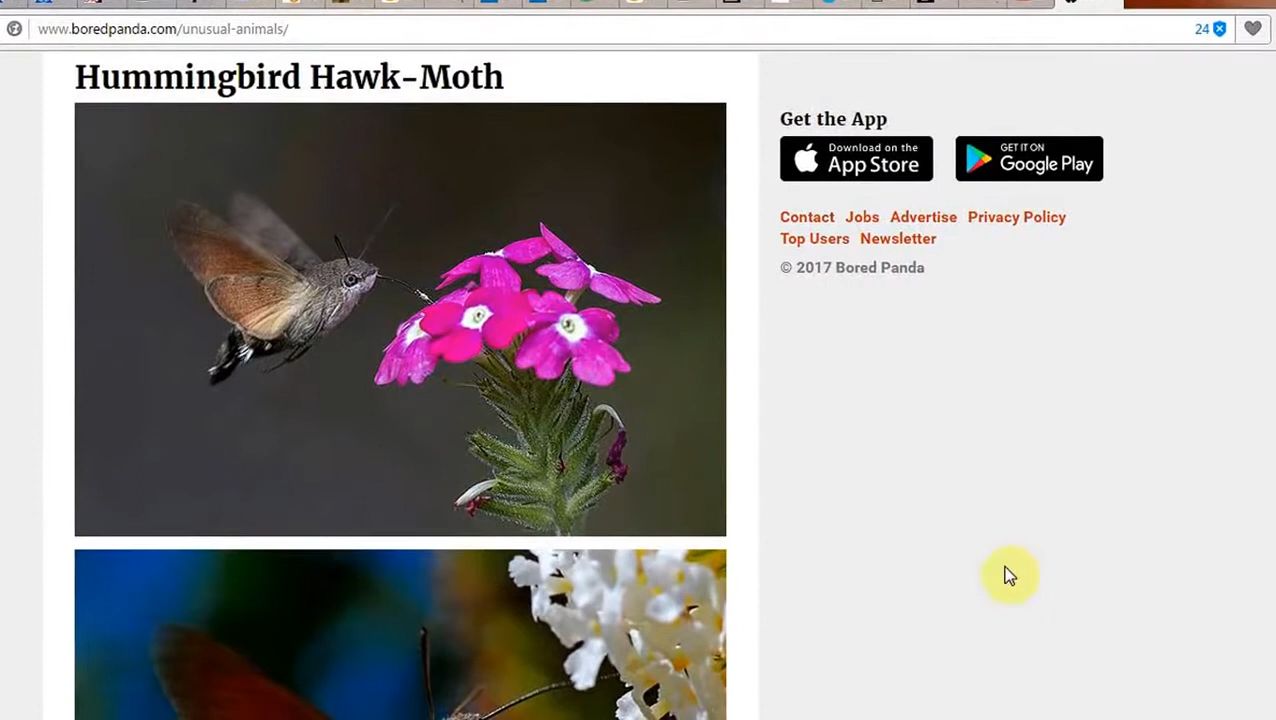 www.boredpanda.com/unusual-animals/
24
Hummingbird Hawk-Moth
Get the App
Download on the
App Store
GET IT ON
Google Play
Contact Jobs Advertise Privacy Policy
Top Users Newsletter
© 2017 Bored Panda